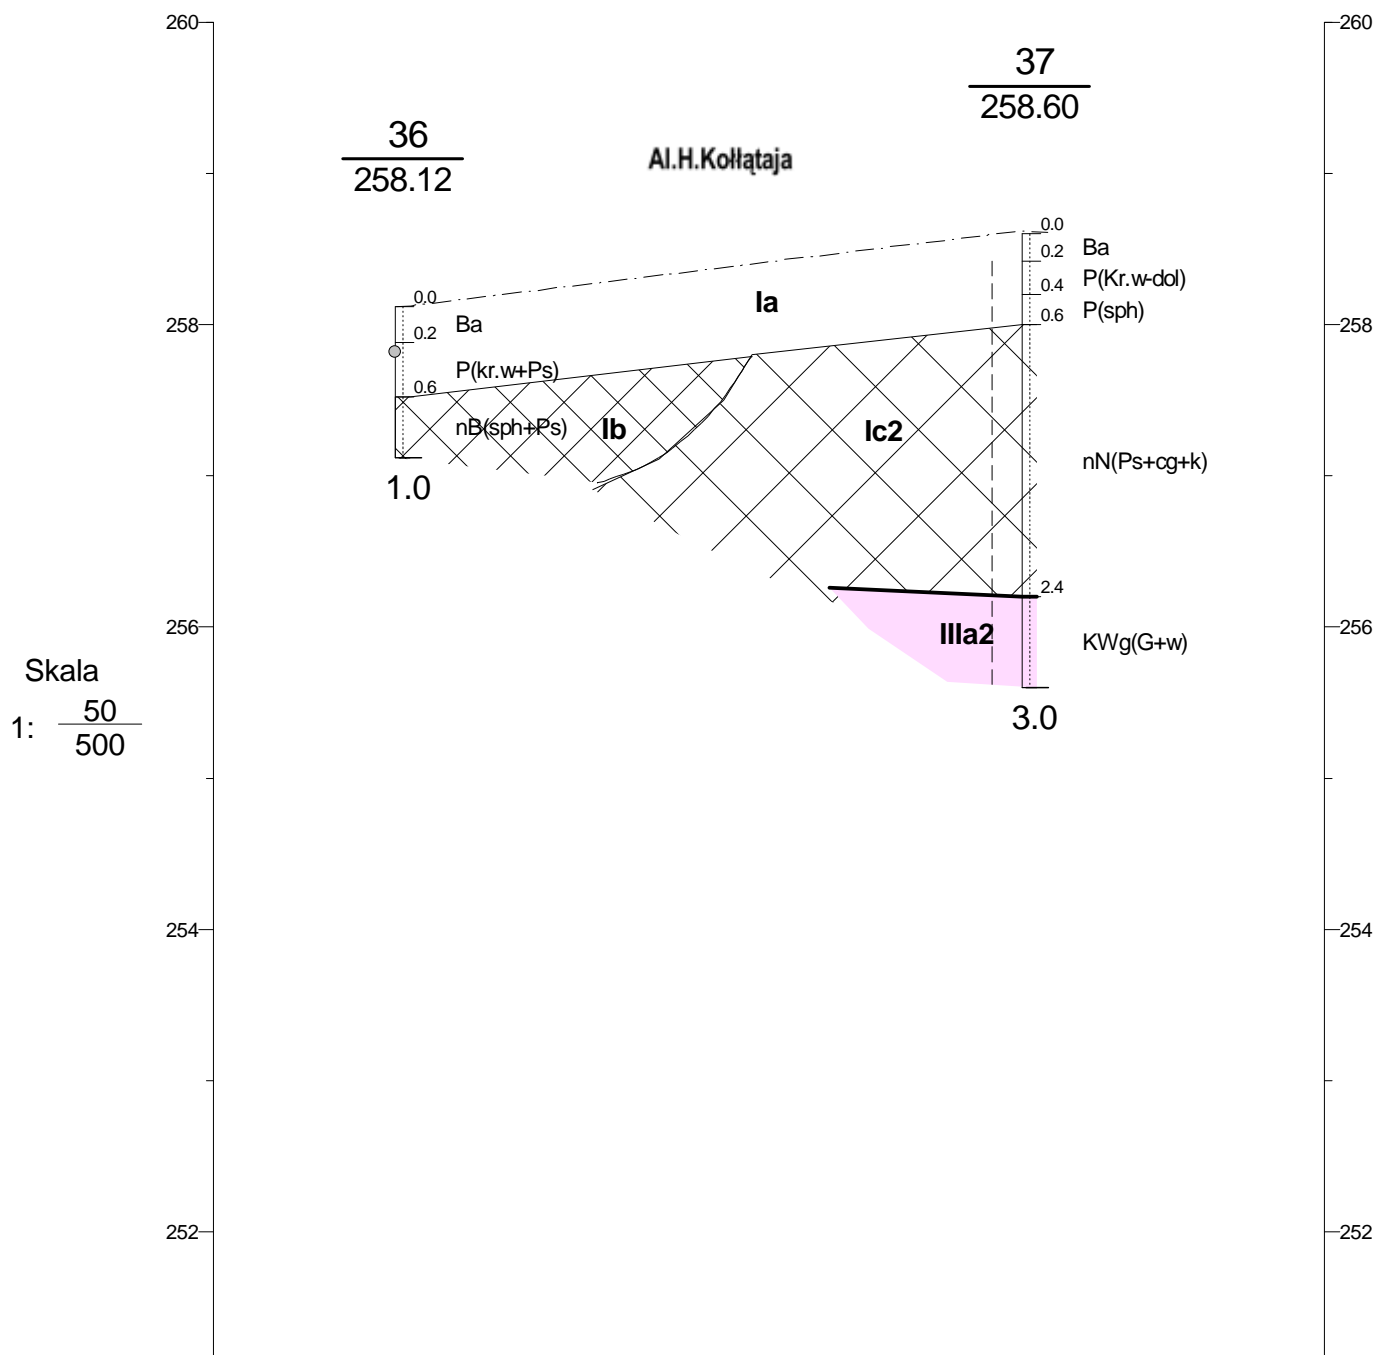 260
260
37
258.60
36
258.12
Al.H.Kołłątaja
0.0
0.2
Ba
P(Kr.w-dol)
0.4
0.6
P(sph)
Ia
0.0
0.2
Ba
258
258
P(kr.w+Ps)
0.6
nB(sph+Ps)
Ib
Ic2
nN(Ps+cg+k)
1.0
2.4
256
256
IIIa2
KWg(G+w)
3.0
Skala
1:
50
500
254
254
252
252